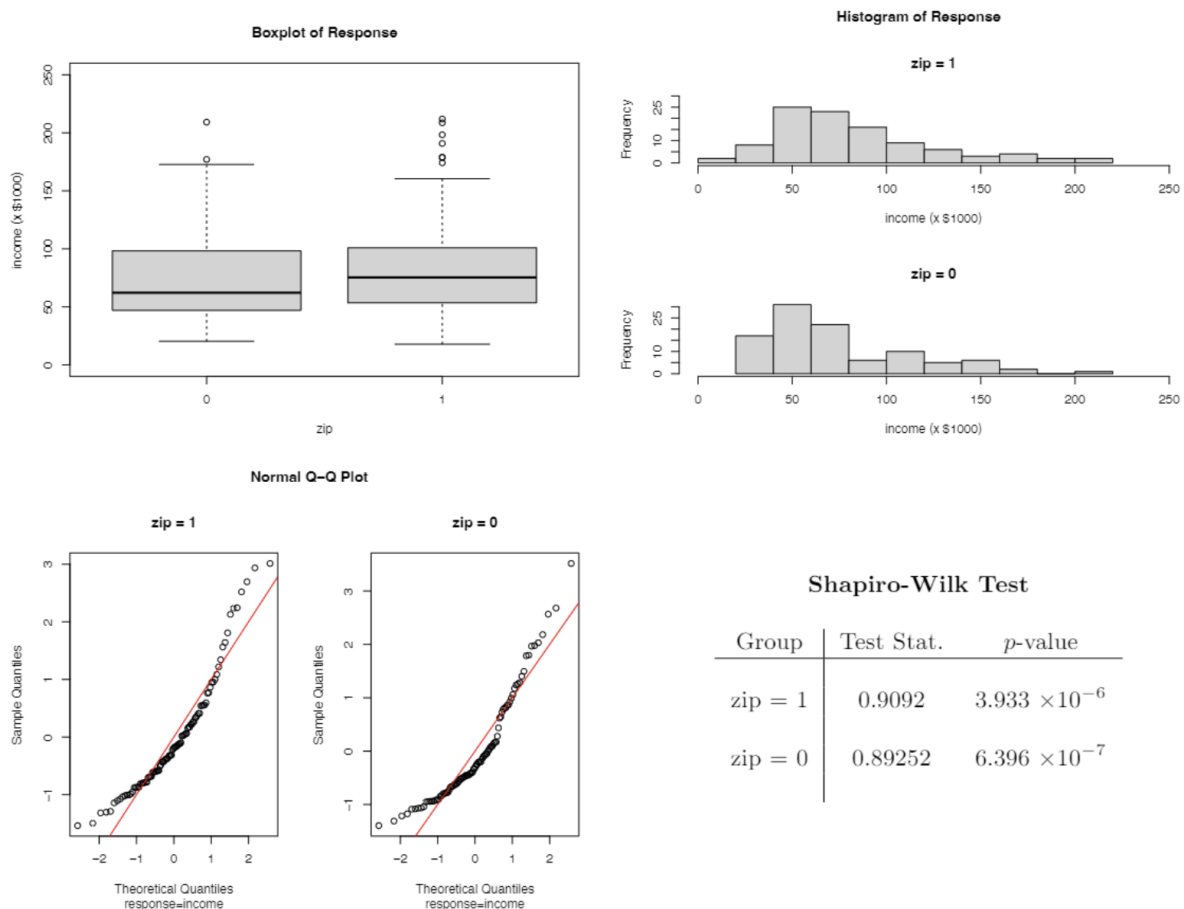 Boxplot of Response
250
200
150
100
50
0
income (x $1000)
0 1
zip
Histogram of Response
zip = 1
Frequency
25
10
0
0 50 100 150 200 250
income (x $1000)
zip = 0
Frequency
25
10
0
0 50 100 150 200 250
income (x $1000)
Normal Q–Q Plot
zip = 1
Sample Quantiles
3
2
1
0
−1
−2 −1 0 1 2
Theoretical Quantiles
response=income
zip = 0
Sample Quantiles
3
2
1
0
−1
−2 −1 0 1 2
Theoretical Quantiles
response=income
Shapiro-Wilk Test
Group Test Stat. p-value
zip = 1 0.9092 3.933 ×10−6
zip = 0 0.89252 6.396 ×10−7